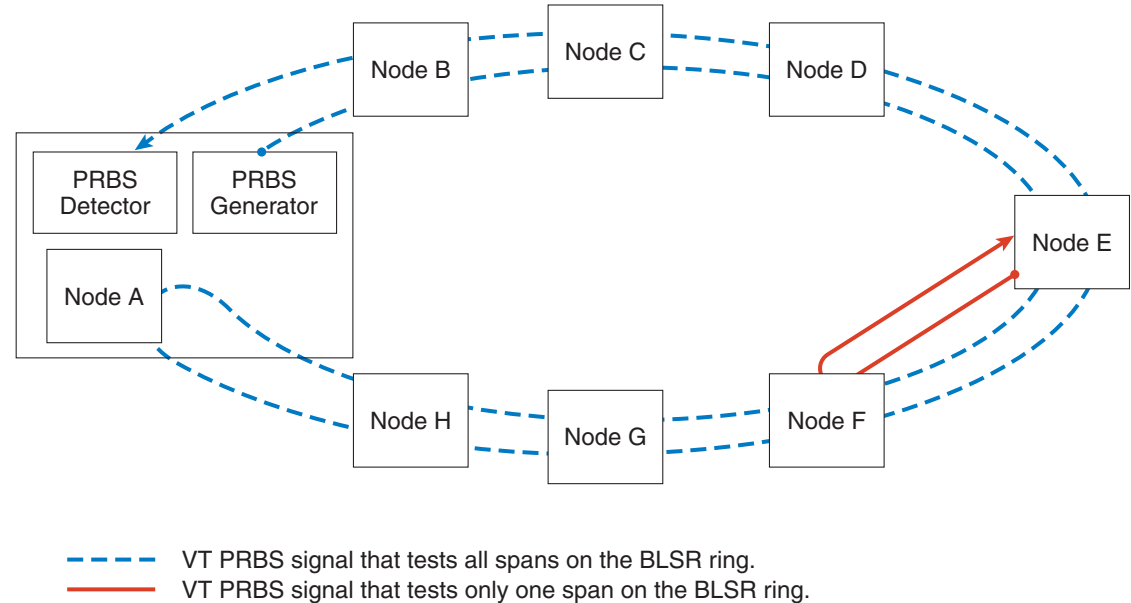 Node B
Node C
Node D
PRBS
Detector
PRBS
Generator
Node A
Node E
Node H
Node G
Node F
VT PRBS signal that tests all spans on the BLSR ring.
VT PRBS signal that tests only one span on the BLSR ring.